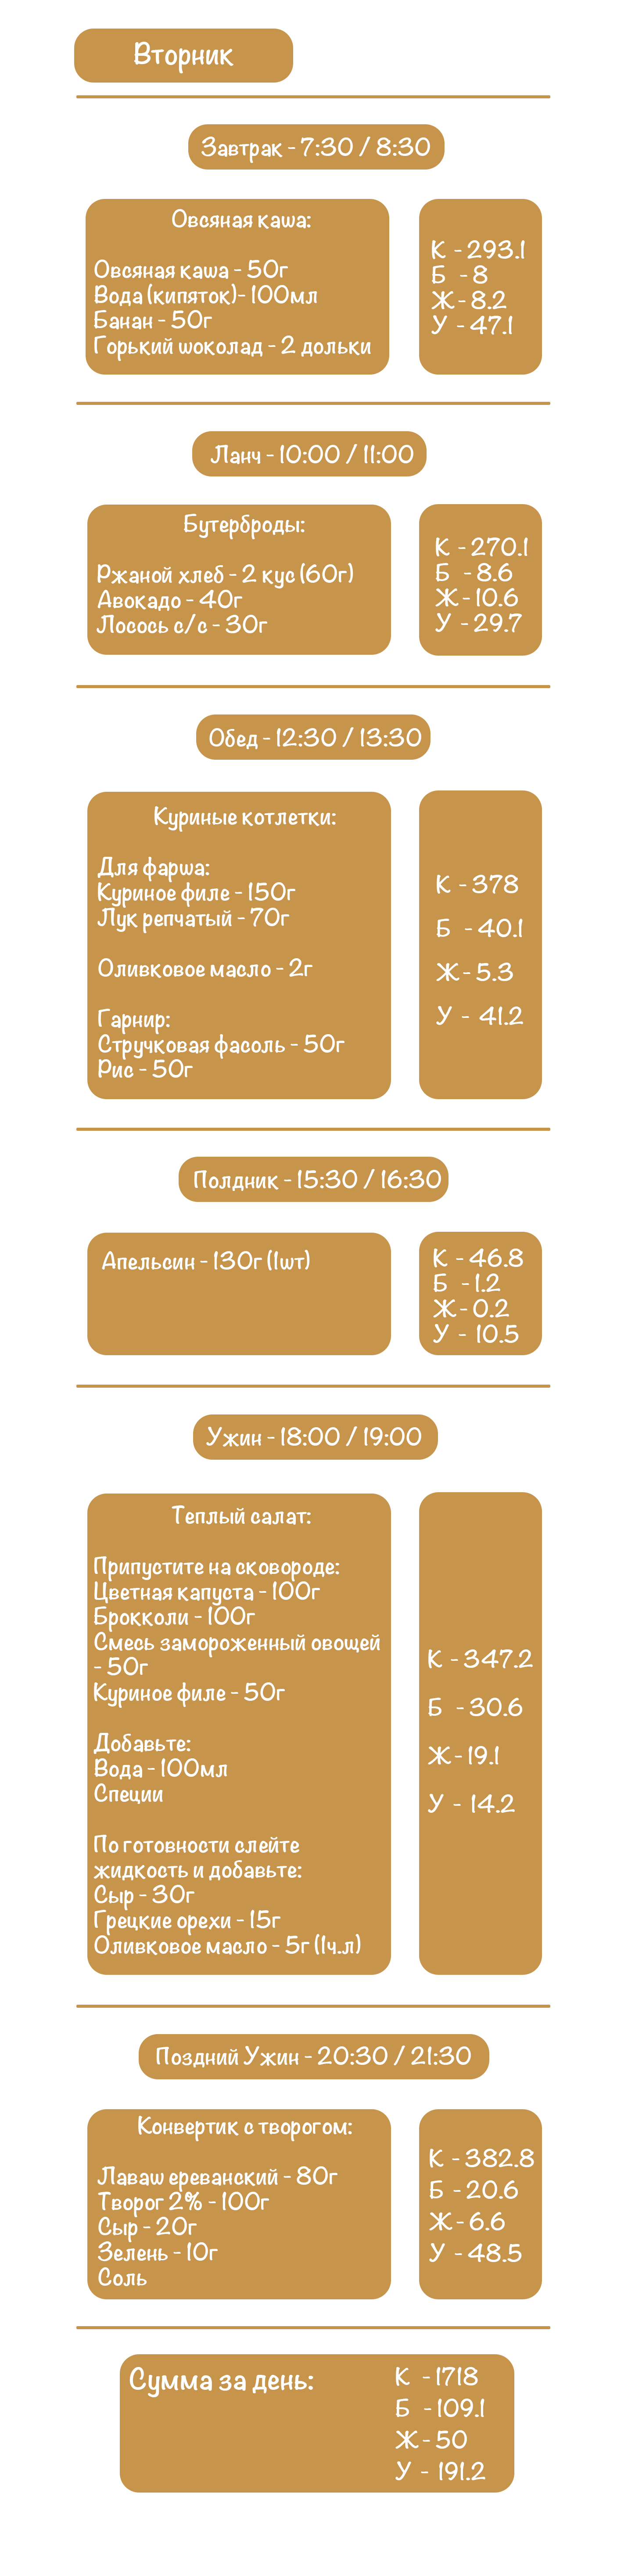 Вторник
Завтрак - 7:30 / 8:30
Овсяная каша:
Овсяная каша - 50г
Вода (кипяток)- 100мл
Банан - 50г
Горький шоколад - 2 дольки
К - 293.1
Б - 8
Ж - 8.2
У - 47.1
Ланч - 10:00 / 11:00
Бутерброды:
Ржаной хлеб - 2 кус (60г)
Авокадо - 40г
Лосось с/с - 30г
К - 270.1
Б - 8.6
Ж - 10.6
У - 29.7
Обед - 12:30 / 13:30
Куриные котлетки:
Для фарша:
Куриное филе - 150г
Лук репчатый - 70г
Оливковое масло - 2г
Гарнир:
Стручковая фасоль - 50г
Рис - 50г
К - 378
Б - 40.1
Ж - 5.3
У - 41.2
Полдник - 15:30 / 16:30
Апельсин - 130г (1шт)
К - 46.8
Б - 1.2
Ж - 0.2
У - 10.5
Ужин - 18:00 / 19:00
Теплый салат:
Припустите на сковороде:
Цветная капуста - 100г
Брокколи - 100г
Смесь замороженный овощей
- 50г
Куриное филе - 50г
Добавьте:
Вода - 100мл
Специи
По готовности слейте
жидкость и добавьте:
Сыр - 30г
Грецкие орехи - 15г
Оливковое масло - 5г (1ч.л)
К - 347.2
Б - 30.6
Ж - 19.1
У - 14.2
Поздний Ужин - 20:30 / 21:30
Конвертик с творогом:
Лаваш ереванский - 80г
Творог 2% - 100г
Сыр - 20г
Зелень - 10г
Соль
К - 382.8
Б - 20.6
Ж - 6.6
У - 48.5
Сумма за день:
К - 1718
Б - 109.1
Ж - 50
У - 191.2